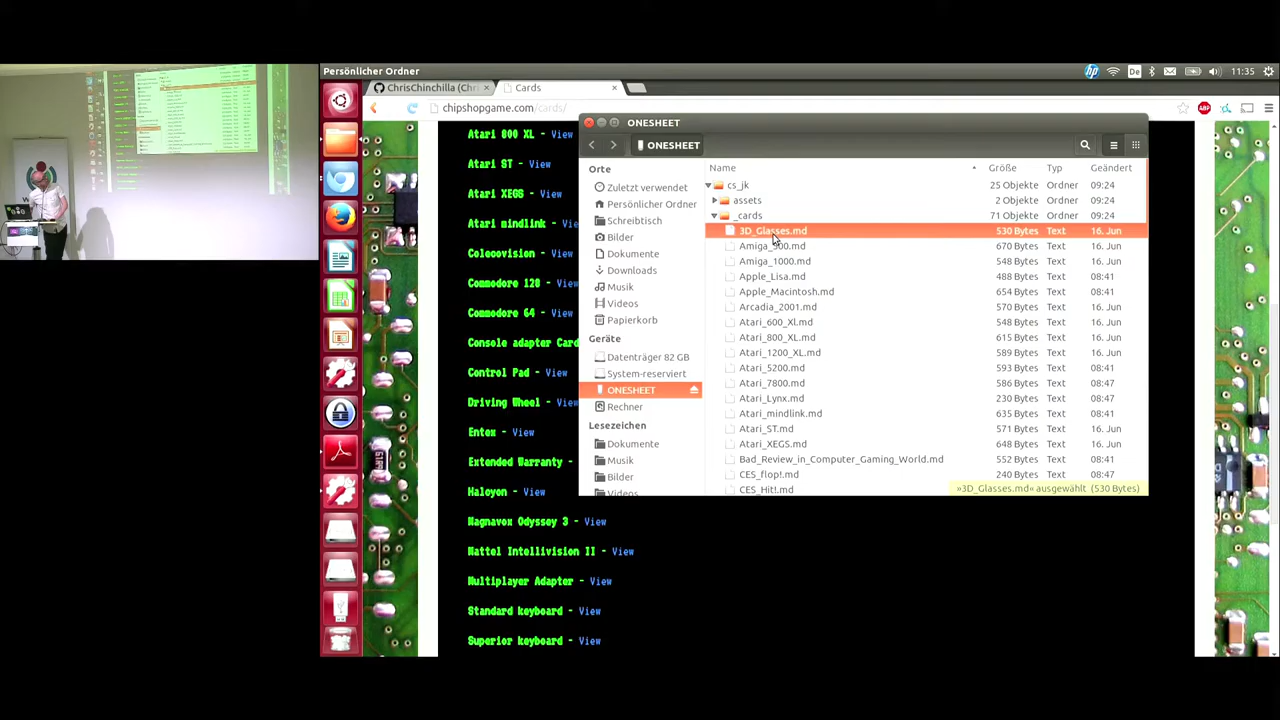 Persönlicher Ordner
De
11:35
ChrisChinchilla (Chri
Cards
chipshopgame.com/cards/
ABP
Atari 800 XL - View
Atari ST - View
Atari XEGS - View
Atari mindlink - View
Colecovision - View
Commodore 128 - View
Commodore 64 - View
Console adapter Card
Control Pad - View
Driving Wheel - View
Entex - View
Extended Warranty -
Halcyon - View
Magnavox Odyssey 3 - View
Mattel Intellivision II - View
Multiplayer Adapter - View
Standard keyboard - View
Superior keyboard - View
ONESHEET
ONESHEET
Orte
Zuletzt verwendet
Persönlicher Ordner
Schreibtisch
Bilder
Dokumente
Downloads
Musik
Videos
Papierkorb
Geräte
Datenträger 82 GB
System-reserviert
ONESHEET
Rechner
Lesezeichen
Dokumente
Musik
Bilder
Videos
Name Größe Typ Geändert
cs_jk 25 Objekte Ordner 09:24
assets 2 Objekte Ordner 09:24
_cards 71 Objekte Ordner 09:24
3D_Glasses.md 530 Bytes Text 16. Jun
Amiga_500.md 670 Bytes Text 16. Jun
Amiga_1000.md 548 Bytes Text 16. Jun
Apple_Lisa.md 488 Bytes Text 08:41
Apple_Macintosh.md 654 Bytes Text 08:41
Arcadia_2001.md 570 Bytes Text 16. Jun
Atari_600_Xl.md 548 Bytes Text 16. Jun
Atari_800_XL.md 615 Bytes Text 16. Jun
Atari_1200_XL.md 589 Bytes Text 16. Jun
Atari_5200.md 593 Bytes Text 16. Jun
Atari_7800.md 586 Bytes Text 08:47
Atari_Lynx.md 230 Bytes Text 08:47
Atari_mindlink.md 635 Bytes Text 08:41
Atari_ST.md 571 Bytes Text 16. Jun
Atari_XEGS.md 648 Bytes Text 16. Jun
Bad_Review_in_Computer_Gaming_World.md 552 Bytes Text 08:41
CES_flop!.md 240 Bytes Text 08:47
CES_Hit!.md
»3D_Glasses.md« ausgewählt (530 Bytes)